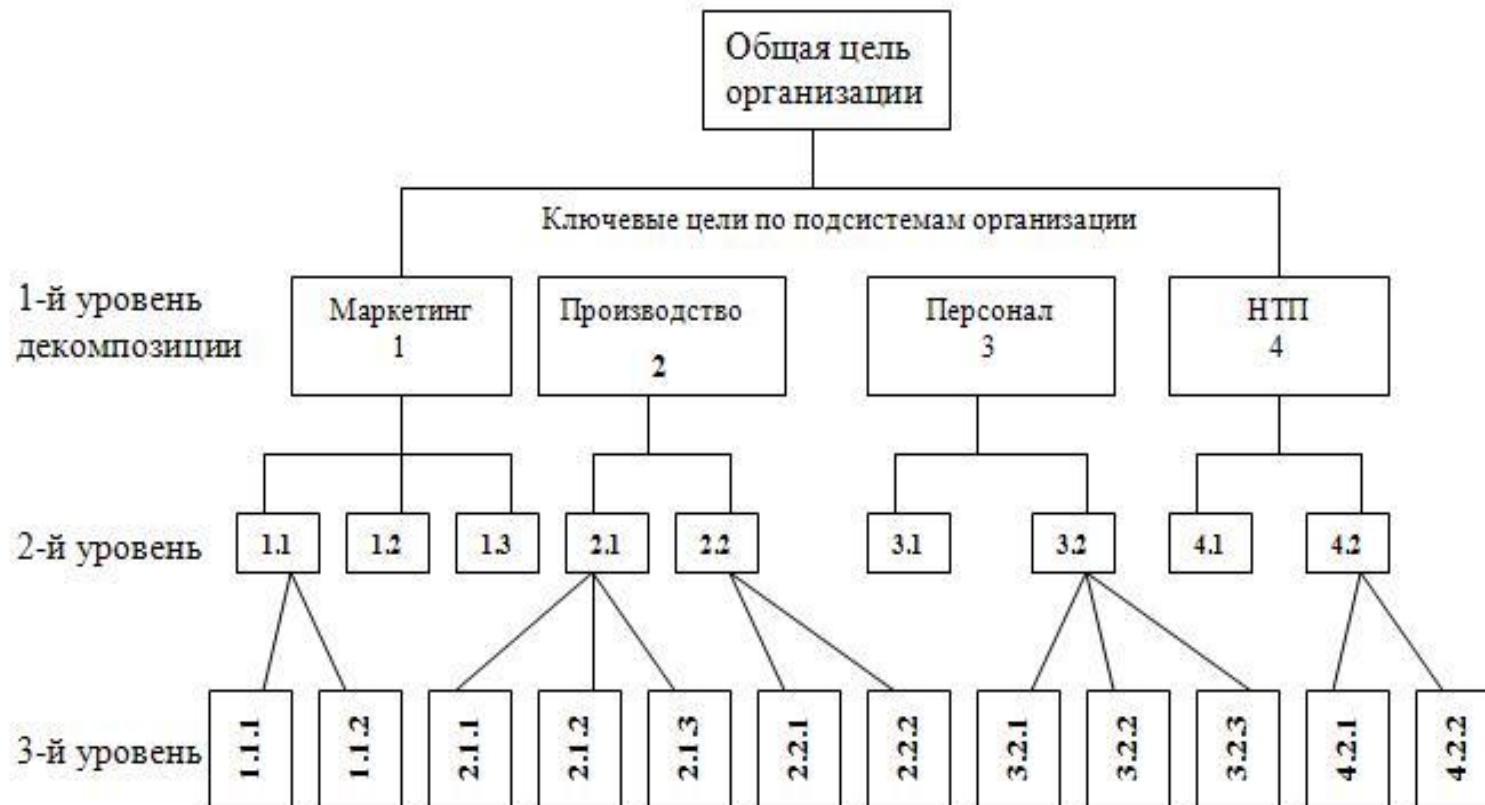 Общая цель
организации
Ключевые цели по подсистемам организации
1-й уровень
декомпозиции
Маркетинг
1
Производство
2
Персонал
3
НТП
4
2-й уровень
1.1
1.2
1.3
2.1
2.2
3.1
3.2
4.1
4.2
3-й уровень
1.1.1
1.1.2
2.1.1
2.1.2
2.1.3
2.2.1
2.2.2
3.2.1
3.2.2
3.2.3
4.2.1
4.2.2